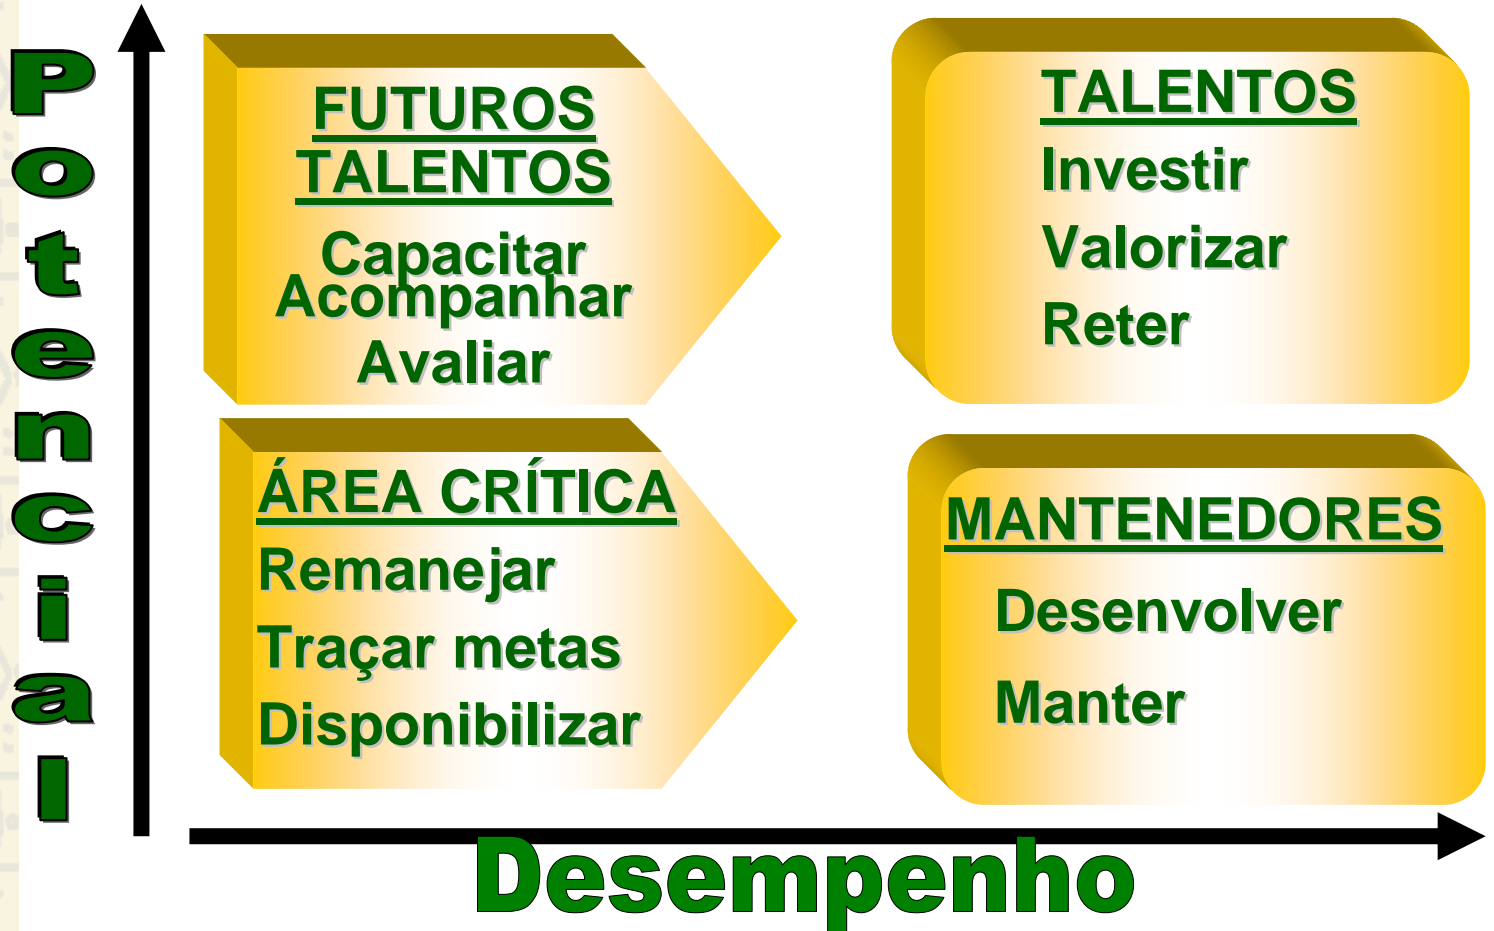 Potencial
FUTUROS
TALENTOS
Capacitar
Acompanhar
Avaliar
TALENTOS
Investir
Valorizar
Reter
ÁREA CRÍTICA
Remanejar
Traçar metas
Disponibilizar
MANTENEDORES
Desenvolver
Manter
Desempenho